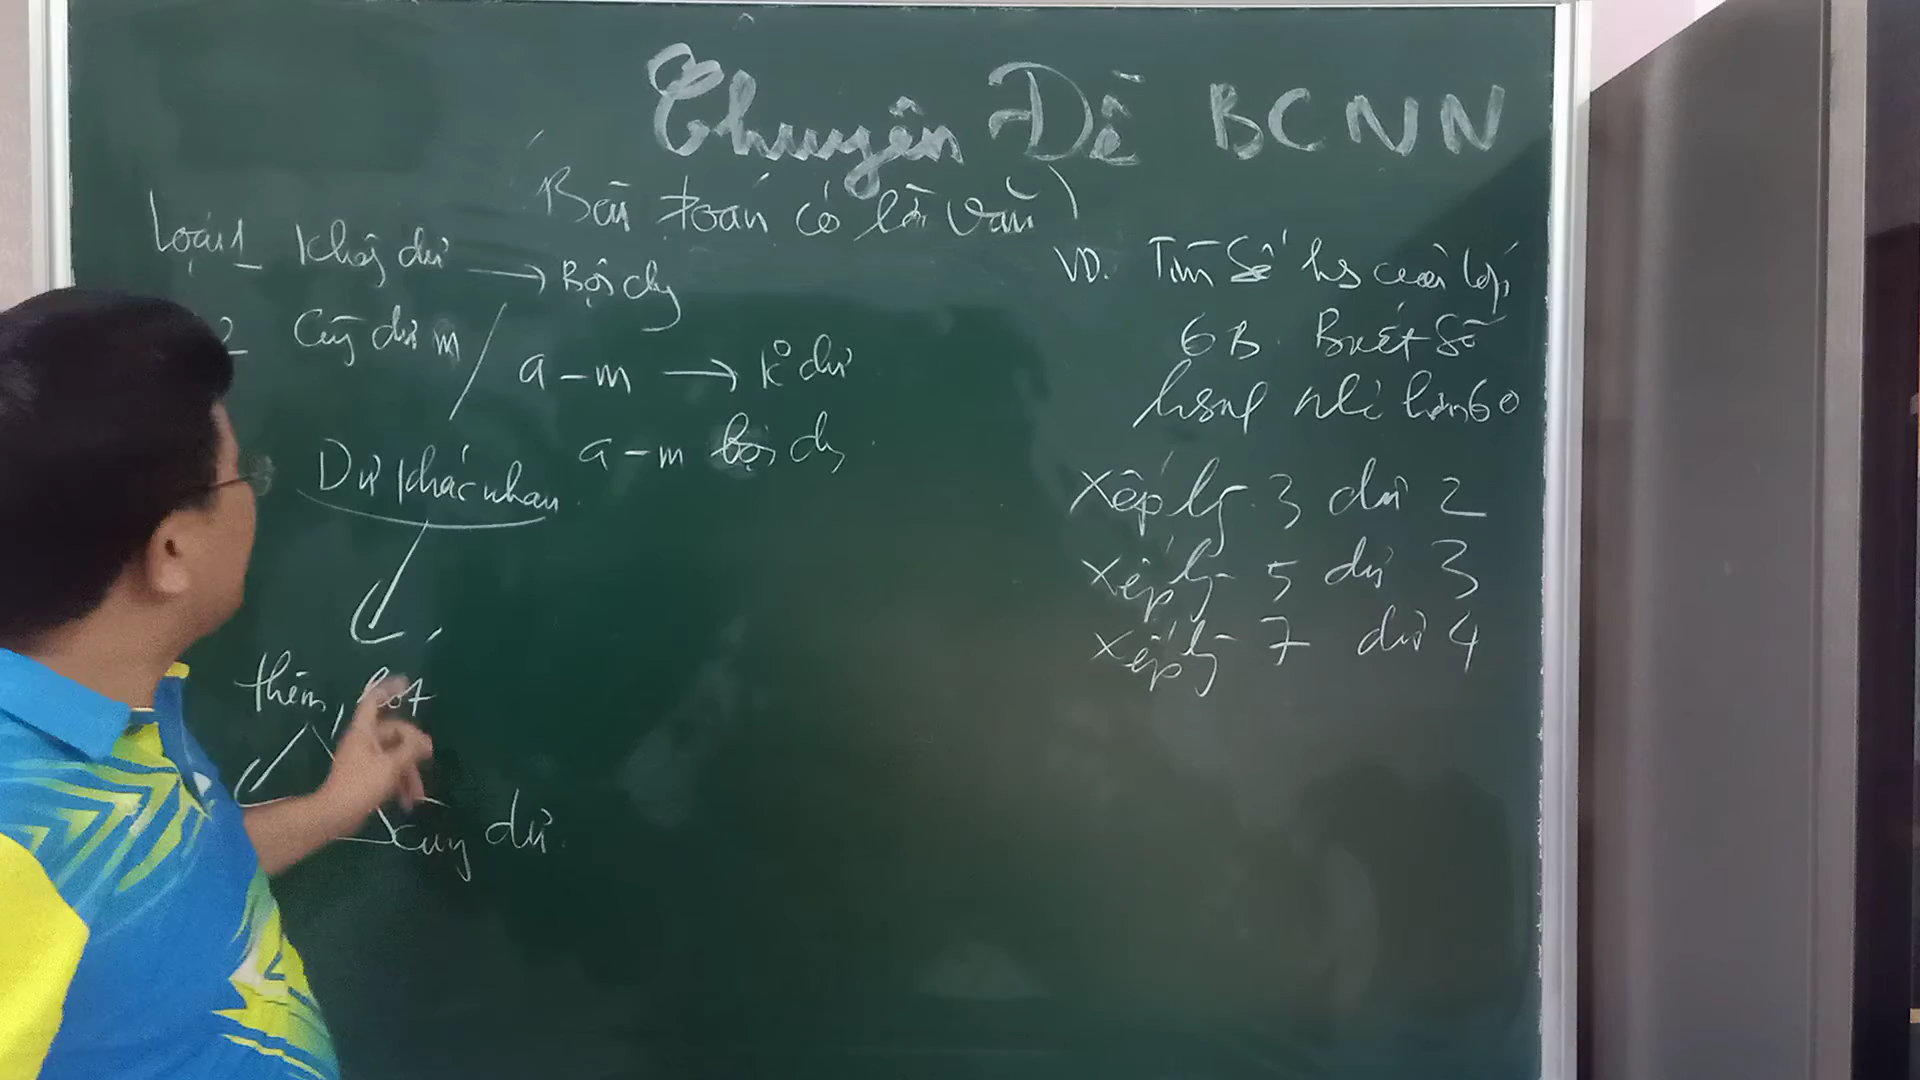 Chuyên Đề BCNN
(Bài toán có lời văn)
Loại 1 Không dư → Bội chung
2 Cùng dư m
a - m → k° dư
a - m bội chung
Dư khác nhau
thêm, bớt
cùng dư
VD. Tìm Số hs của lớp
6B. Biết số
nhỏ hơn 60
Xếp hàng 3 dư 2
Xếp hàng 5 dư 3
Xếp hàng 7 dư 4